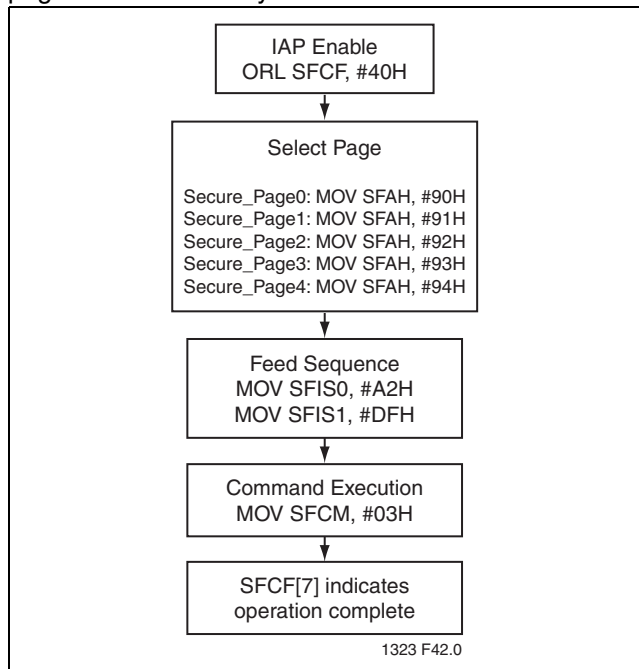 IAP Enable
ORL SFCF, #40H
Select Page
Secure_Page0: MOV SFAH, #90H
Secure_Page1: MOV SFAH, #91H
Secure_Page2: MOV SFAH, #92H
Secure_Page3: MOV SFAH, #93H
Secure_Page4: MOV SFAH, #94H
Feed Sequence
MOV SFIS0, #A2H
MOV SFIS1, #DFH
Command Execution
MOV SFCM, #03H
SFCF[7] indicates
operation complete
1323 F42.0